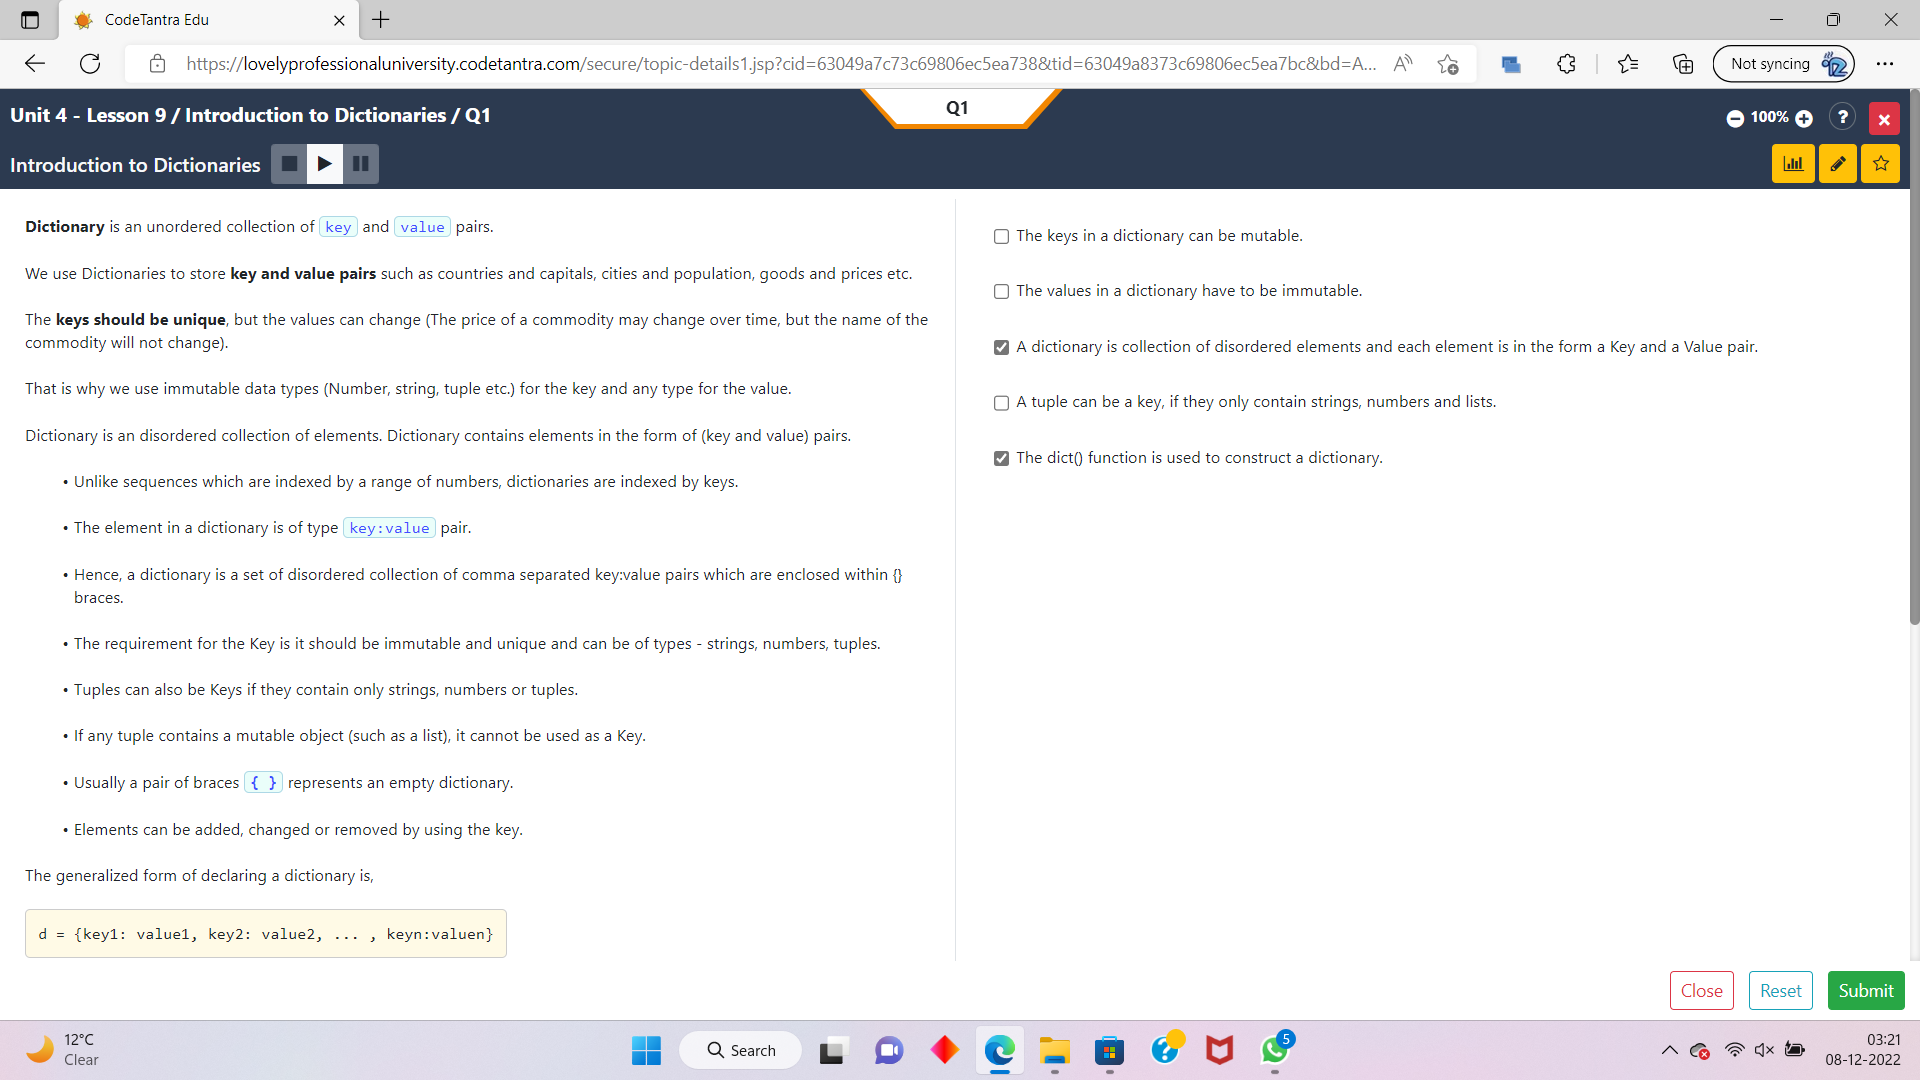 CodeTantra Edu
https://lovelyprofessionaluniversity.codetantra.com/secure/topic-details1.jsp?cid=63049a7c73c69806ec5ea738&tid=63049a8373c69806ec5ea7bc&bd=A...
Not syncing
Unit 4 - Lesson 9 / Introduction to Dictionaries / Q1
Q1
100%
?
Introduction to Dictionaries
Dictionary is an unordered collection of key and value pairs.
We use Dictionaries to store key and value pairs such as countries and capitals, cities and population, goods and prices etc.
The keys should be unique, but the values can change (The price of a commodity may change over time, but the name of the
commodity will not change).
That is why we use immutable data types (Number, string, tuple etc.) for the key and any type for the value.
Dictionary is an disordered collection of elements. Dictionary contains elements in the form of (key and value) pairs.
• Unlike sequences which are indexed by a range of numbers, dictionaries are indexed by keys.
• The element in a dictionary is of type key:value pair.
• Hence, a dictionary is a set of disordered collection of comma separated key:value pairs which are enclosed within {}
braces.
• The requirement for the Key is it should be immutable and unique and can be of types - strings, numbers, tuples.
• Tuples can also be Keys if they contain only strings, numbers or tuples.
• If any tuple contains a mutable object (such as a list), it cannot be used as a Key.
• Usually a pair of braces { } represents an empty dictionary.
• Elements can be added, changed or removed by using the key.
The generalized form of declaring a dictionary is,
d = {key1: value1, key2: value2, ... , keyn:valuen}
The keys in a dictionary can be mutable.
The values in a dictionary have to be immutable.
A dictionary is collection of disordered elements and each element is in the form a Key and a Value pair.
A tuple can be a key, if they only contain strings, numbers and lists.
The dict() function is used to construct a dictionary.
Close
Reset
Submit
12°C
Clear
Search
5
03:21
08-12-2022